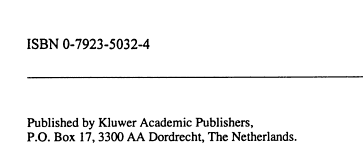 ISBN 0-7923-5032-4
Published by Kluwer Academic Publishers,
P.O. Box 17, 3300 AA Dordrecht, The Netherlands.